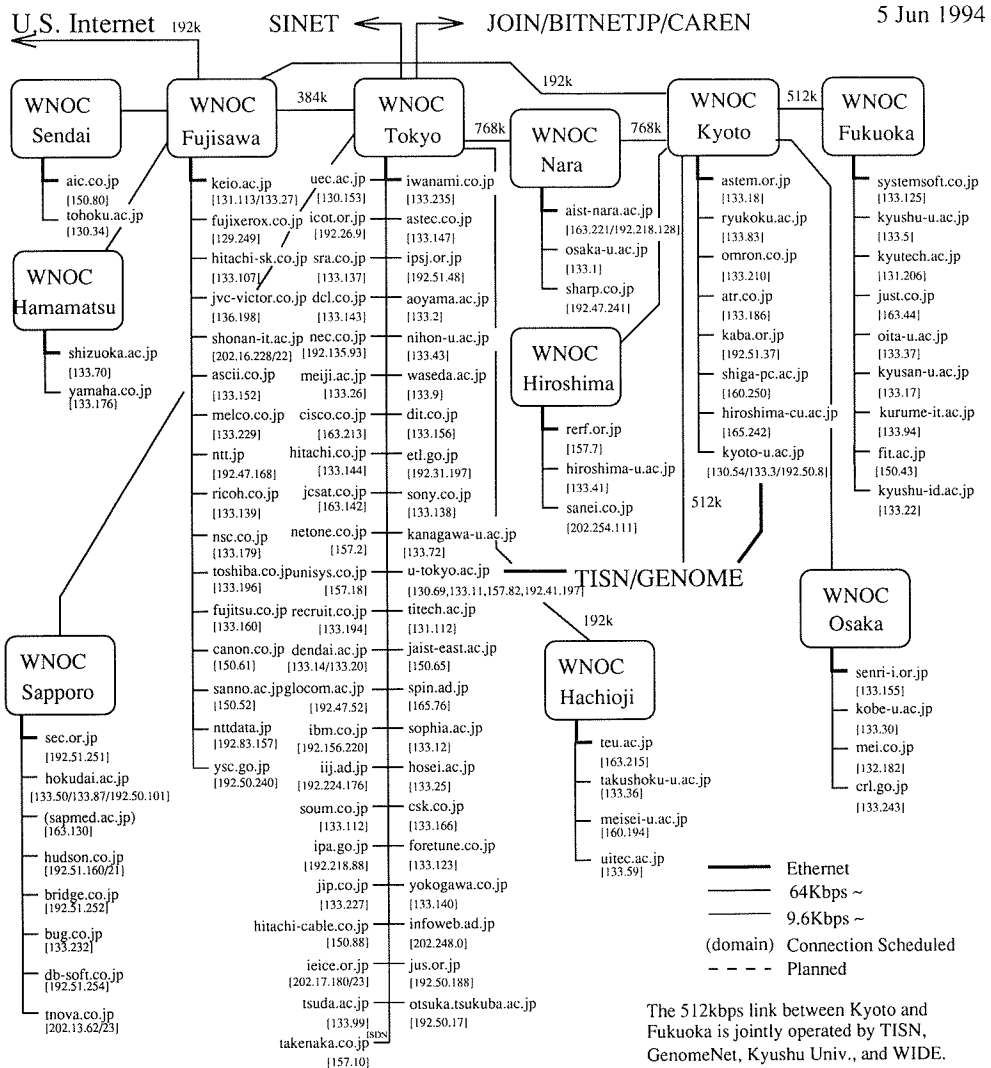 5 Jun 1994
U.S. Internet
192k
SINET
JOIN/BITNETJP/CAREN
192k
WNOC
Sendai
WNOC
Fujisawa
384k
WNOC
Tokyo
768k
WNOC
Nara
768k
WNOC
Kyoto
512k
WNOC
Fukuoka
aic.co.jp
[150.80]
tohoku.ac.jp
[130.34]
WNOC
Hamamatsu
shizuoka.ac.jp
[133.70]
yamaha.co.jp
[133.176]
WNOC
Sapporo
sec.or.jp
[192.51.251]
hokudai.ac.jp
[133.50/133.87/192.50.101]
(sapmed.ac.jp)
[163.130]
hudson.co.jp
[192.51.160/21]
bridge.co.jp
[192.51.252]
bug.co.jp
[133.232]
db-soft.co.jp
[192.51.254]
tnova.co.jp
[202.13.62/23]
keio.ac.jp
[131.113/133.27]
fujixerox.co.jp
[129.249]
hitachi-sk.co.jp
[133.107]
jvc-victor.co.jp
[136.198]
shonan-it.ac.jp
[202.16.228/22]
ascii.co.jp
[133.152]
melco.co.jp
[133.229]
ntt.jp
[192.47.168]
ricoh.co.jp
[133.139]
nsc.co.jp
[133.179]
toshiba.co.jp
[133.196]
fujitsu.co.jp
[133.160]
canon.co.jp
[150.61]
sanno.ac.jp
[150.52]
nttdata.jp
[192.83.157]
ysc.go.jp
[192.50.240]
uec.ac.jp
[130.153]
icot.or.jp
[192.26.9]
sra.co.jp
[133.137]
dcl.co.jp
[133.143]
nec.co.jp
[192.135.93]
meiji.ac.jp
[133.26]
cisco.co.jp
[163.213]
hitachi.co.jp
[133.144]
jcsat.co.jp
[163.142]
netone.co.jp
[157.2]
unisys.co.jp
[157.18]
recruit.co.jp
[133.194]
dendai.ac.jp
[133.14/133.20]
glocom.ac.jp
[192.47.52]
ibm.co.jp
[192.156.220]
iij.ad.jp
[192.224.176]
soum.co.jp
[133.112]
ipa.go.jp
[192.218.88]
jip.co.jp
[133.227]
hitachi-cable.co.jp
[150.88]
ieice.or.jp
[202.17.180/23]
tsuda.ac.jp
[133.99]
ISDN
takenaka.co.jp
[157.10]
iwanami.co.jp
[133.235]
astec.co.jp
[133.147]
ipsj.or.jp
[192.51.48]
aoyama.ac.jp
[133.2]
nihon-u.ac.jp
[133.43]
waseda.ac.jp
[133.9]
dit.co.jp
[133.156]
etl.go.jp
[192.31.197]
sony.co.jp
[133.138]
kanagawa-u.ac.jp
[133.72]
u-tokyo.ac.jp
[130.69,133.11,157.82,192.41.197]
titech.ac.jp
[131.112]
jaist-east.ac.jp
[150.65]
spin.ad.jp
[165.76]
sophia.ac.jp
[133.12]
hosei.ac.jp
[133.25]
csk.co.jp
[133.166]
foretune.co.jp
[133.123]
yokogawa.co.jp
[133.140]
infoweb.ad.jp
[202.248.0]
jus.or.jp
[192.50.188]
otsuka.tsukuba.ac.jp
[192.50.17]
aist-nara.ac.jp
[163.221/192.218.128]
osaka-u.ac.jp
[133.1]
sharp.co.jp
[192.47.241]
WNOC
Hiroshima
rerf.or.jp
[157.7]
hiroshima-u.ac.jp
[133.41]
sanei.co.jp
[202.254.111]
TISN/GENOME
512k
192k
WNOC
Hachioji
teu.ac.jp
[163.215]
takushoku-u.ac.jp
[133.36]
meisei-u.ac.jp
[160.194]
uitec.ac.jp
[133.59]
astem.or.jp
[133.18]
ryukoku.ac.jp
[133.83]
omron.co.jp
[133.210]
atr.co.jp
[133.186]
kaba.or.jp
[192.51.37]
shiga-pc.ac.jp
[160.250]
hiroshima-cu.ac.jp
[165.242]
kyoto-u.ac.jp
[130.54/133.3/192.50.8]
systemsoft.co.jp
[133.125]
kyushu-u.ac.jp
[133.5]
kyutech.ac.jp
[131.206]
just.co.jp
[163.44]
oita-u.ac.jp
[133.37]
kyusan-u.ac.jp
[133.17]
kurume-it.ac.jp
[133.94]
fit.ac.jp
[150.43]
kyushu-id.ac.jp
[133.22]
WNOC
Osaka
senri-i.or.jp
[133.155]
kobe-u.ac.jp
[133.30]
mei.co.jp
[132.182]
crl.go.jp
[133.243]
Ethernet
64Kbps ~
9.6Kbps ~
(domain) Connection Scheduled
Planned
The 512kbps link between Kyoto and
Fukuoka is jointly operated by TISN,
GenomeNet, Kyushu Univ., and WIDE.